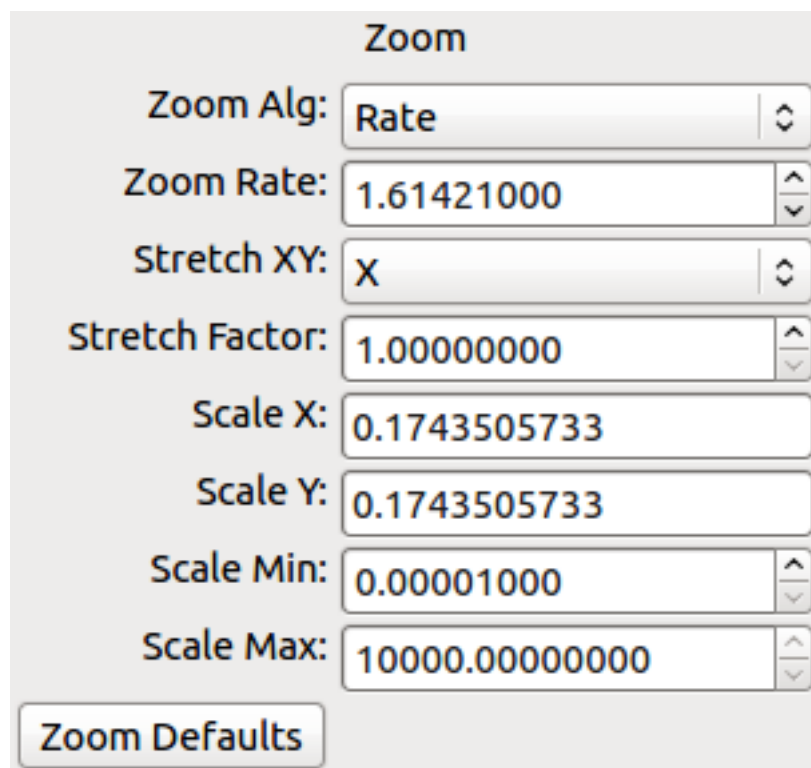 Zoom
Zoom Alg: Rate
Zoom Rate: 1.61421000
Stretch XY: X
Stretch Factor: 1.00000000
Scale X: 0.1743505733
Scale Y: 0.1743505733
Scale Min: 0.00001000
Scale Max: 10000.00000000
Zoom Defaults